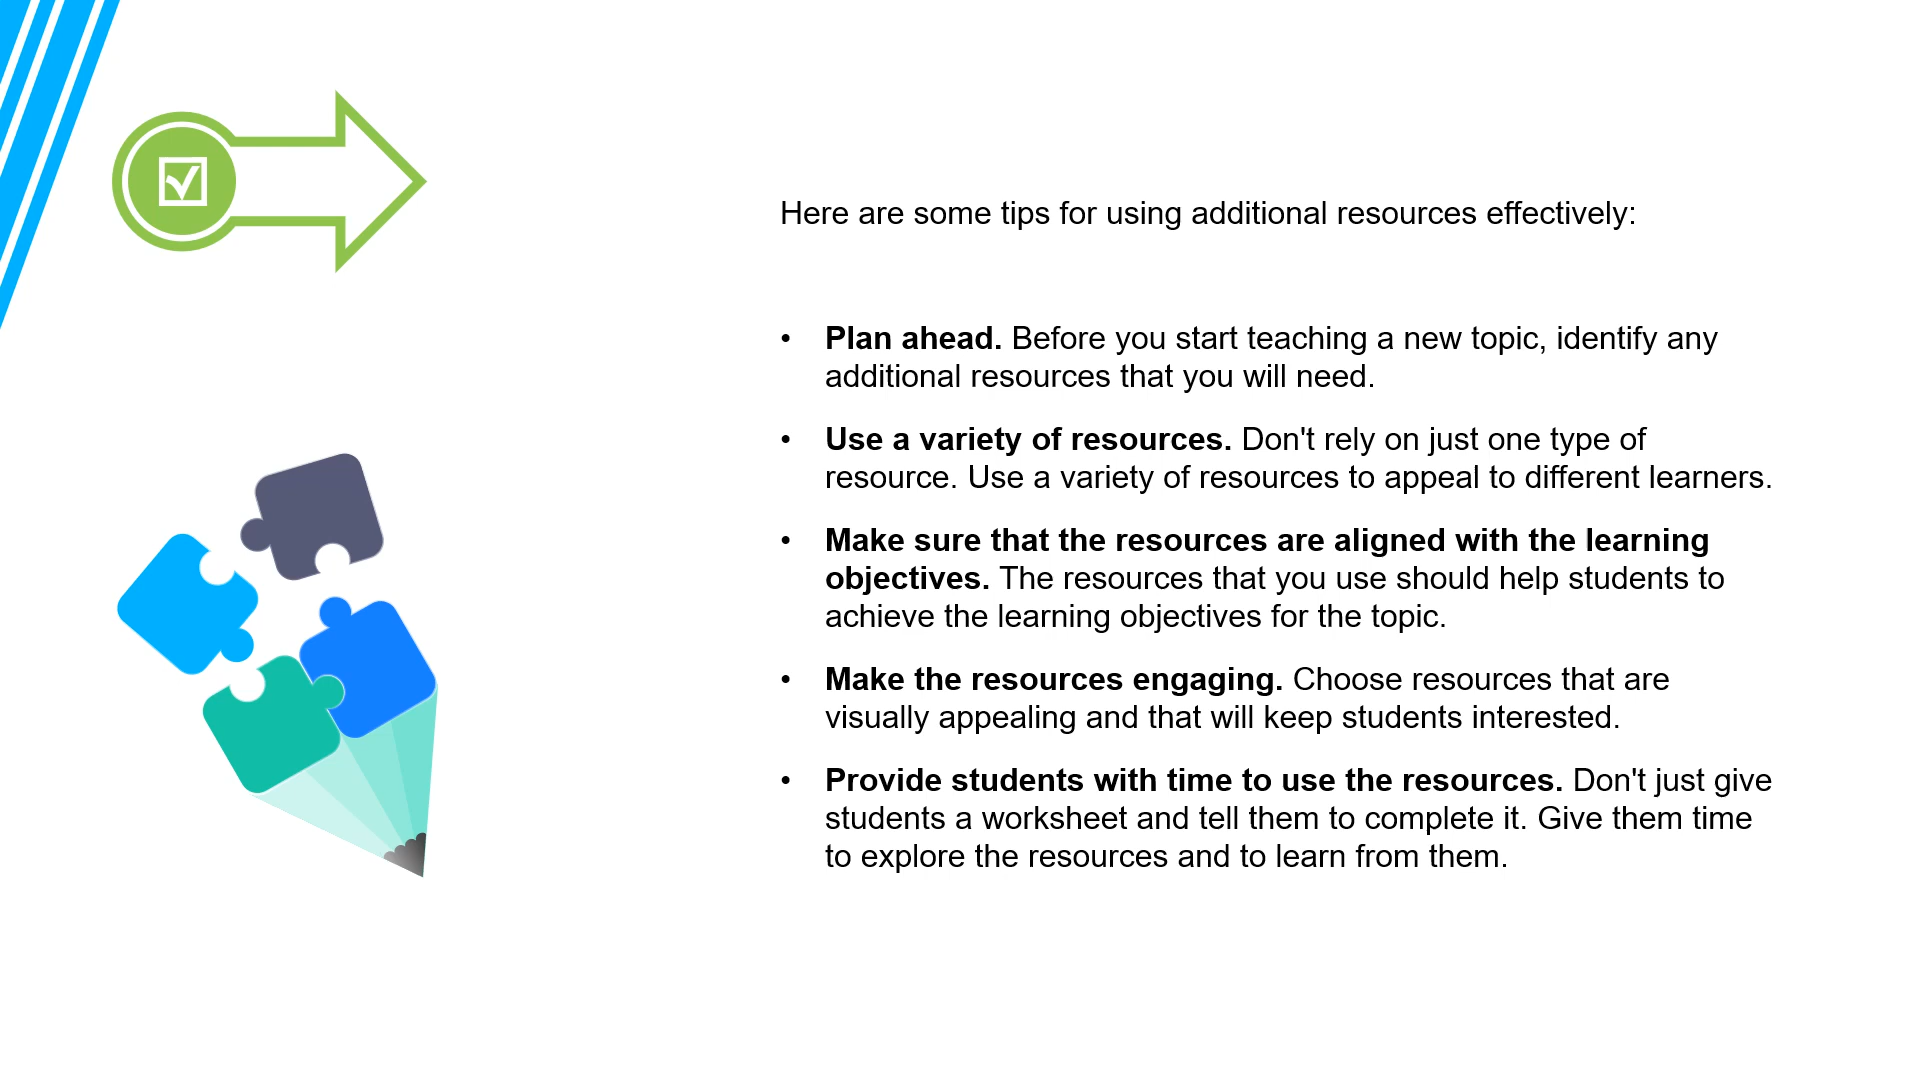 Here are some tips for using additional resources effectively:
• Plan ahead. Before you start teaching a new topic, identify any
additional resources that you will need.
• Use a variety of resources. Don't rely on just one type of
resource. Use a variety of resources to appeal to different learners.
• Make sure that the resources are aligned with the learning
objectives. The resources that you use should help students to
achieve the learning objectives for the topic.
• Make the resources engaging. Choose resources that are
visually appealing and that will keep students interested.
• Provide students with time to use the resources. Don't just give
students a worksheet and tell them to complete it. Give them time
to explore the resources and to learn from them.